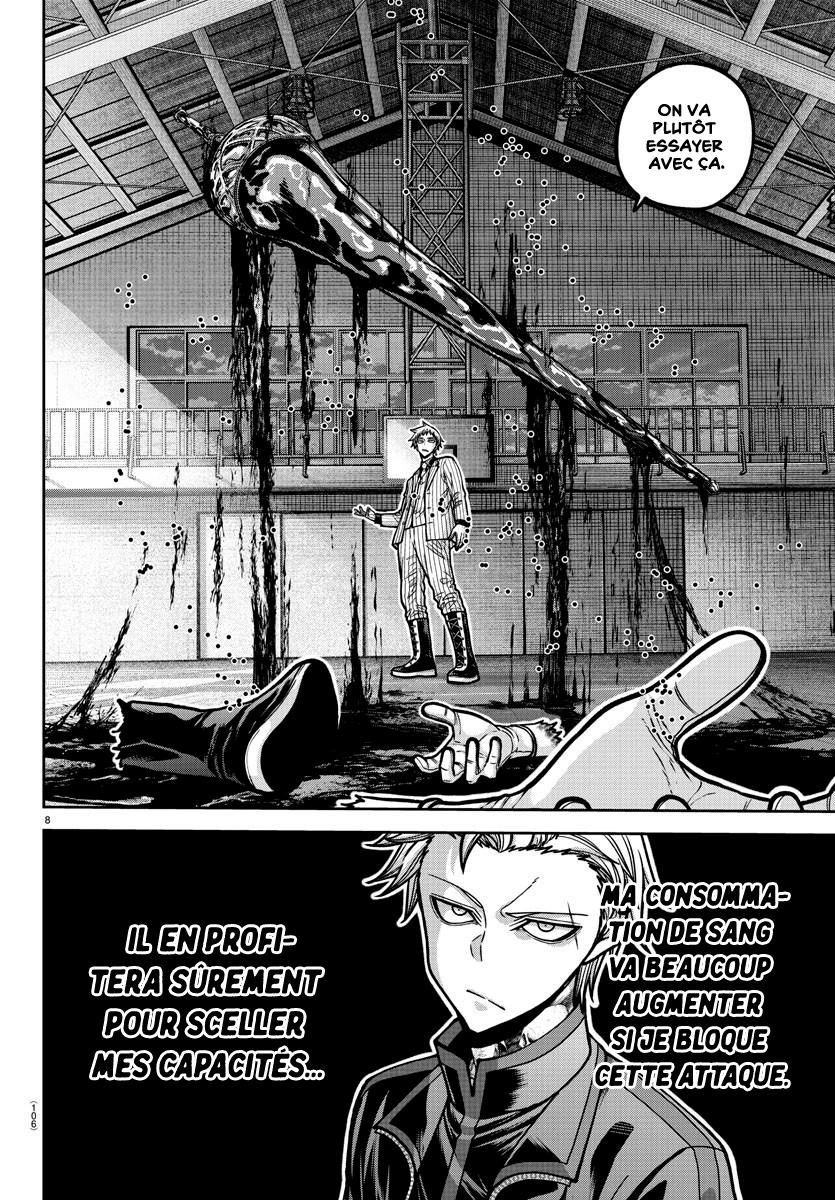 ON VA
PLUTÔT
ESSAYER
AVEC ÇA.
8
MA CONSOMMA-
TION DE SANG
VA BEAUCOUP
AUGMENTER
SI JE BLOQUE
CETTE ATTAQUE.
IL EN PROFI-
TERA SÛREMENT
POUR SCELLER
MES CAPACITÉS...
106